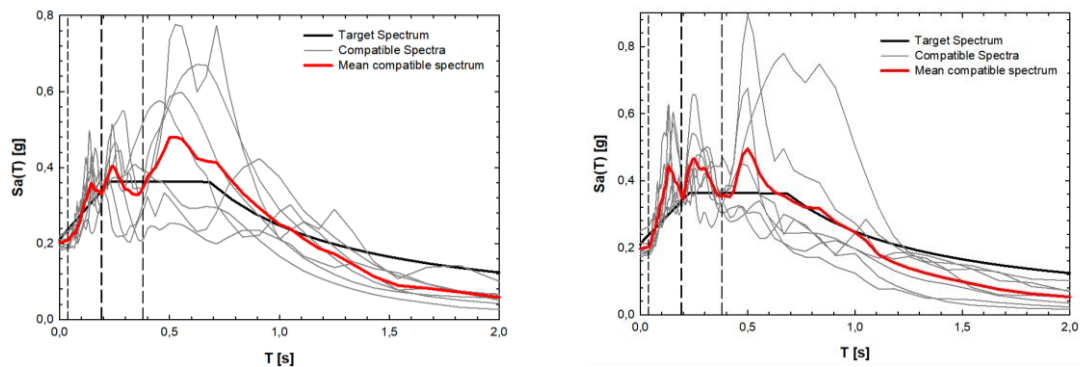 0,8
0,6
0,4
0,2
0,0
Sa(T) [g]
Target Spectrum
Compatible Spectra
Mean compatible spectrum
0,0 0,5 1,0 1,5 2,0
T [s]
0,8
0,6
0,4
0,2
0,0
Sa(T) [g]
Target Spectrum
Compatible Spectra
Mean compatible spectrum
0,0 0,5 1,0 1,5 2,0
T [s]